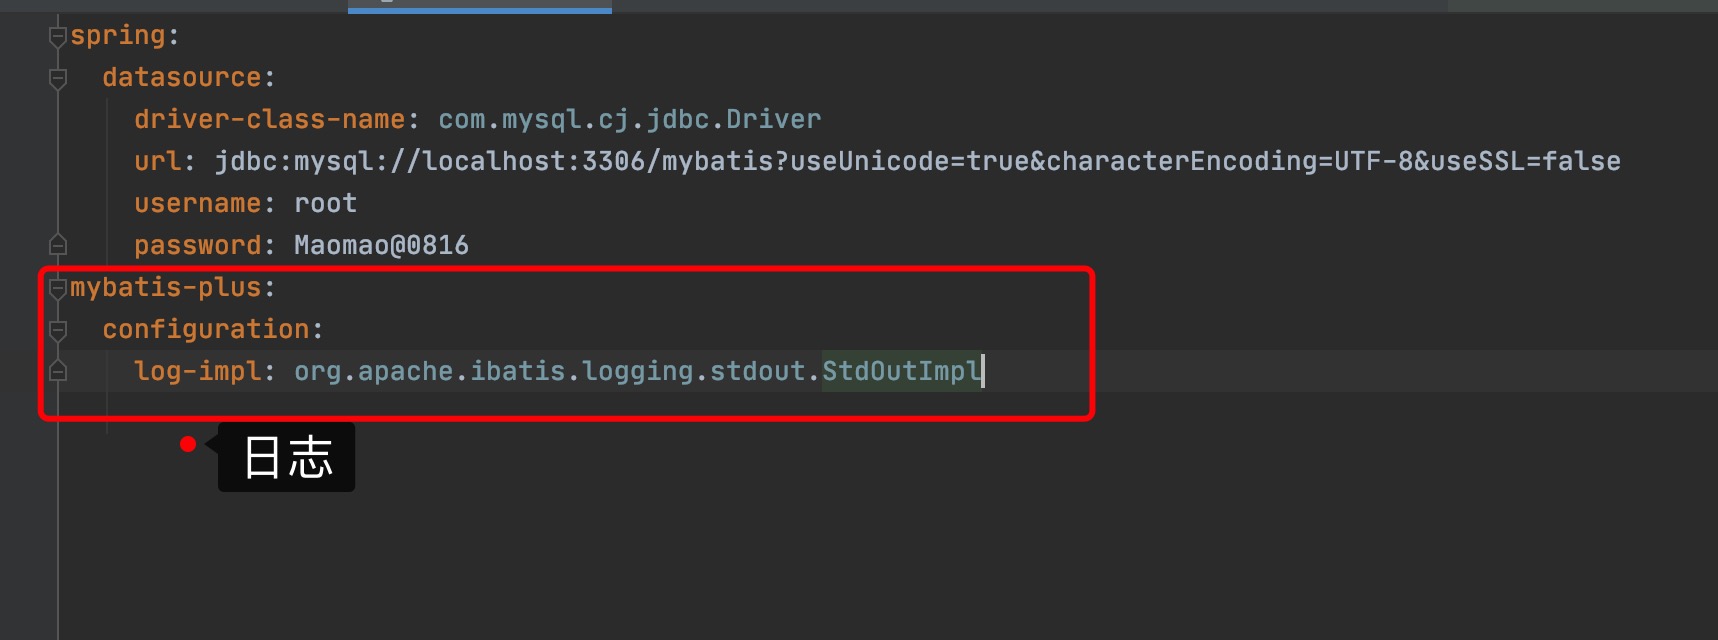 spring:
datasource:
driver-class-name: com.mysql.cj.jdbc.Driver
url: jdbc:mysql://localhost:3306/mybatis?useUnicode=true&characterEncoding=UTF-8&useSSL=false
username: root
password: Maomao@0816
mybatis-plus:
configuration:
log-impl: org.apache.ibatis.logging.stdout.StdOutImpl
日志